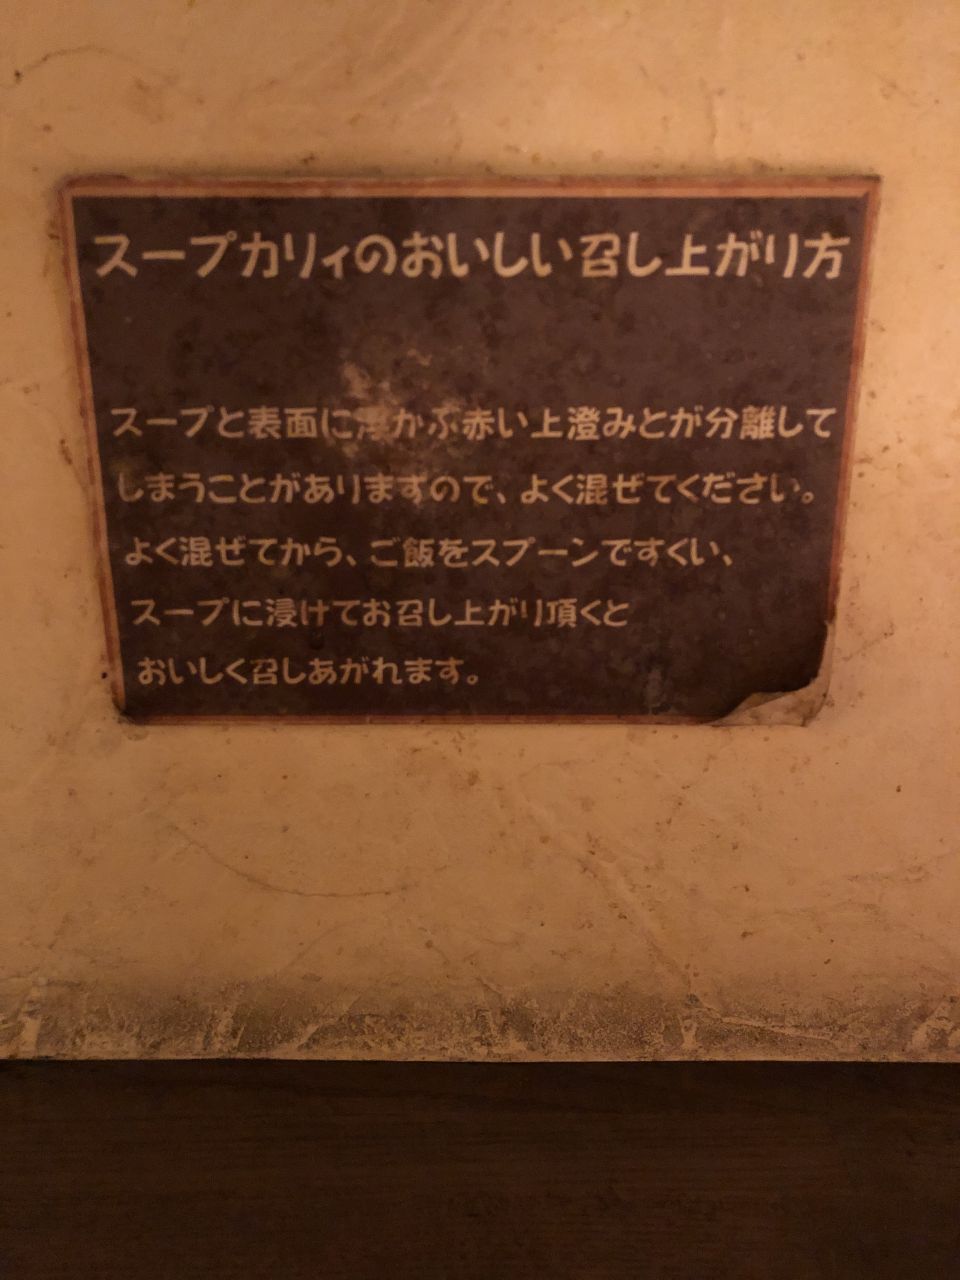 スープカリィのおいしい召し上がり方
スープと表面に浮かぶ赤い上澄みとが分離して
しまうことがありますので、よく混ぜてください。
よく混ぜてから、ご飯をスプーンですくい、
スープに浸けてお召し上がり頂くと
おいしく召しあがれます。